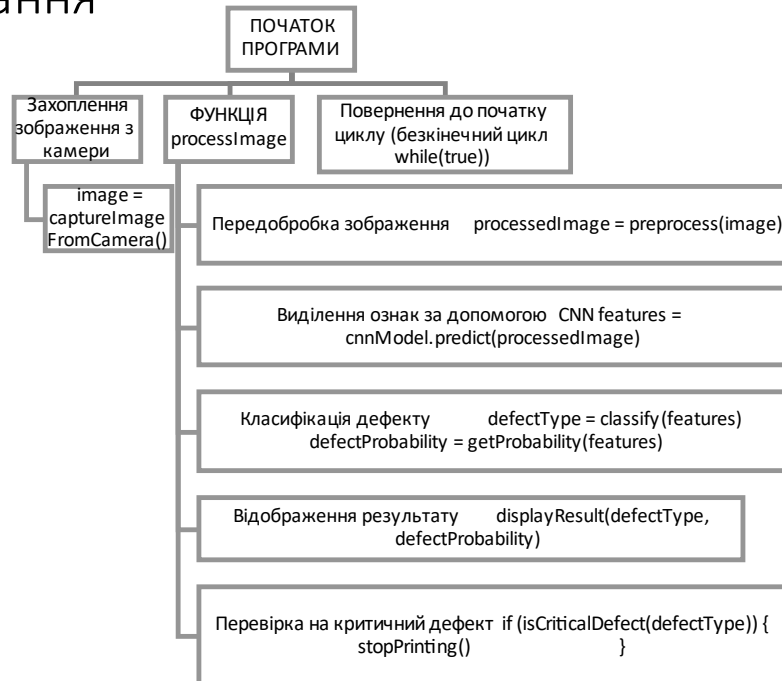 ання
ПОЧАТОК
ПРОГРАМИ
Захоплення
зображення з
камери
ФУНКЦІЯ
processImage
Повернення до початку
циклу (безкінечний цикл
while(true))
image =
captureImage
FromCamera()
Передобробка зображення processedImage = preprocess(image)
Виділення ознак за допомогою CNN features =
cnnModel.predict(processedImage)
Класифікація дефекту defectType = classify(features)
defectProbability = getProbability(features)
Відображення результату displayResult(defectType,
defectProbability)
Перевірка на критичний дефект if (isCriticalDefect(defectType)) {
stopPrinting() }